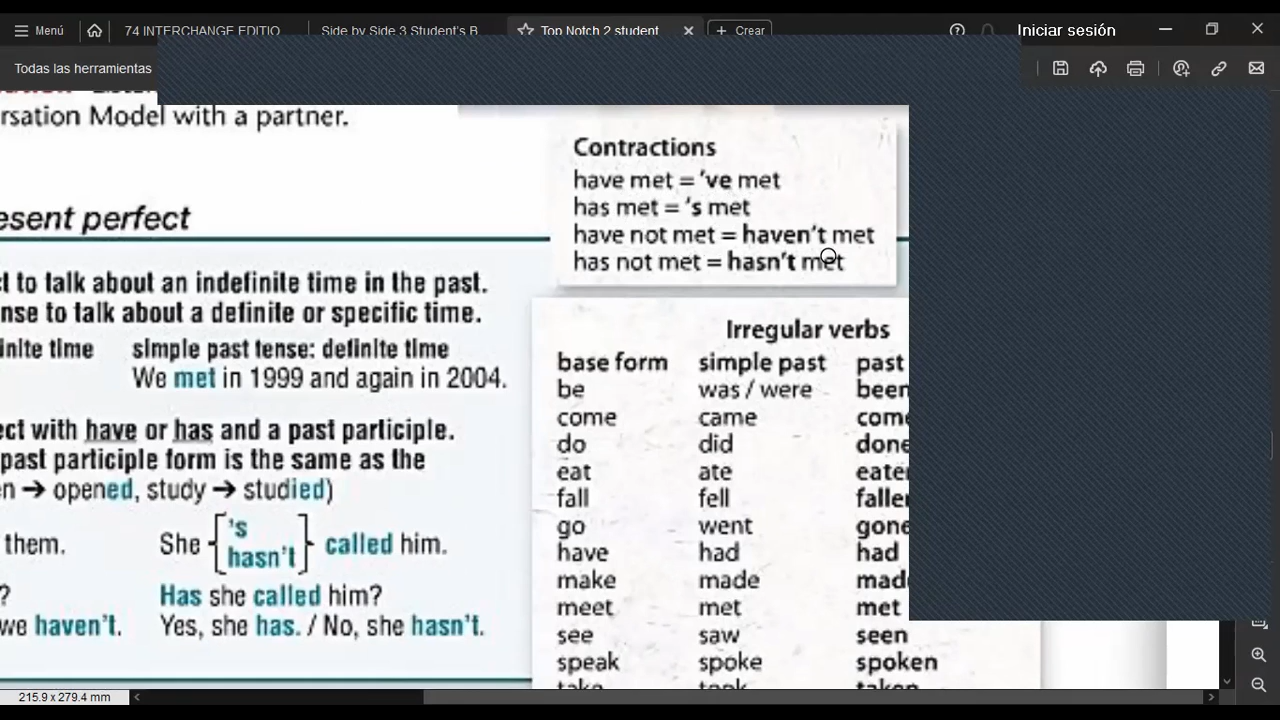 Menú
74 INTERCHANGE EDITIO
Side by Side 3 Student's B
Top Notch 2 student
Crear
Iniciar sesión
Todas las herramientas
rsation Model with a partner.
Contractions
have met = 've met
has met = 's met
have not met = haven't met
has not met = hasn't met
esent perfect
ct to talk about an indefinite time in the past.
nse to talk about a definite or specific time.
inite time simple past tense: definite time
We met in 1999 and again in 2004.
ect with have or has and a past participle.
past participle form is the same as the
n → opened, study → studied)
them. She { 's hasn't } called him.
? Has she called him?
we haven't. Yes, she has. / No, she hasn't.
Irregular verbs
base form simple past past
be was / were been
come came come
do did done
eat ate eate
fall fell fallen
go went gone
have had had
make made made
meet met met
see saw seen
speak spoke spoken
take took taken
215.9 x 279.4 mm